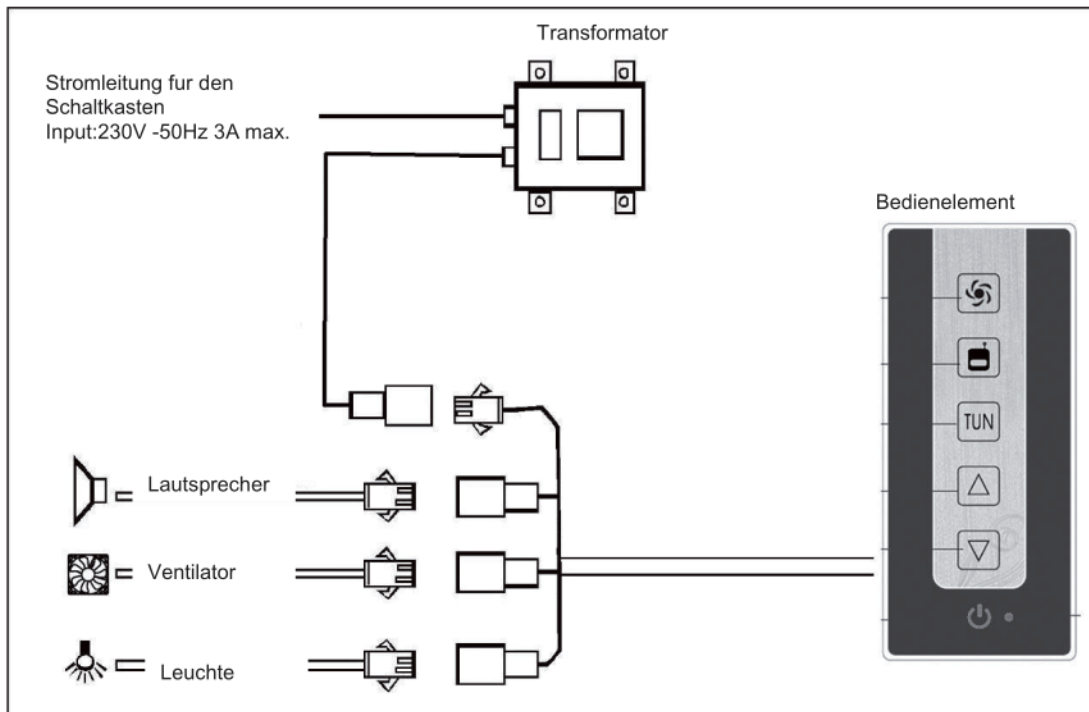 Transformator
Stromleitung fur den
Schaltkasten
Input:230V -50Hz 3A max.
Bedienelement
TUN
Lautsprecher
Ventilator
Leuchte